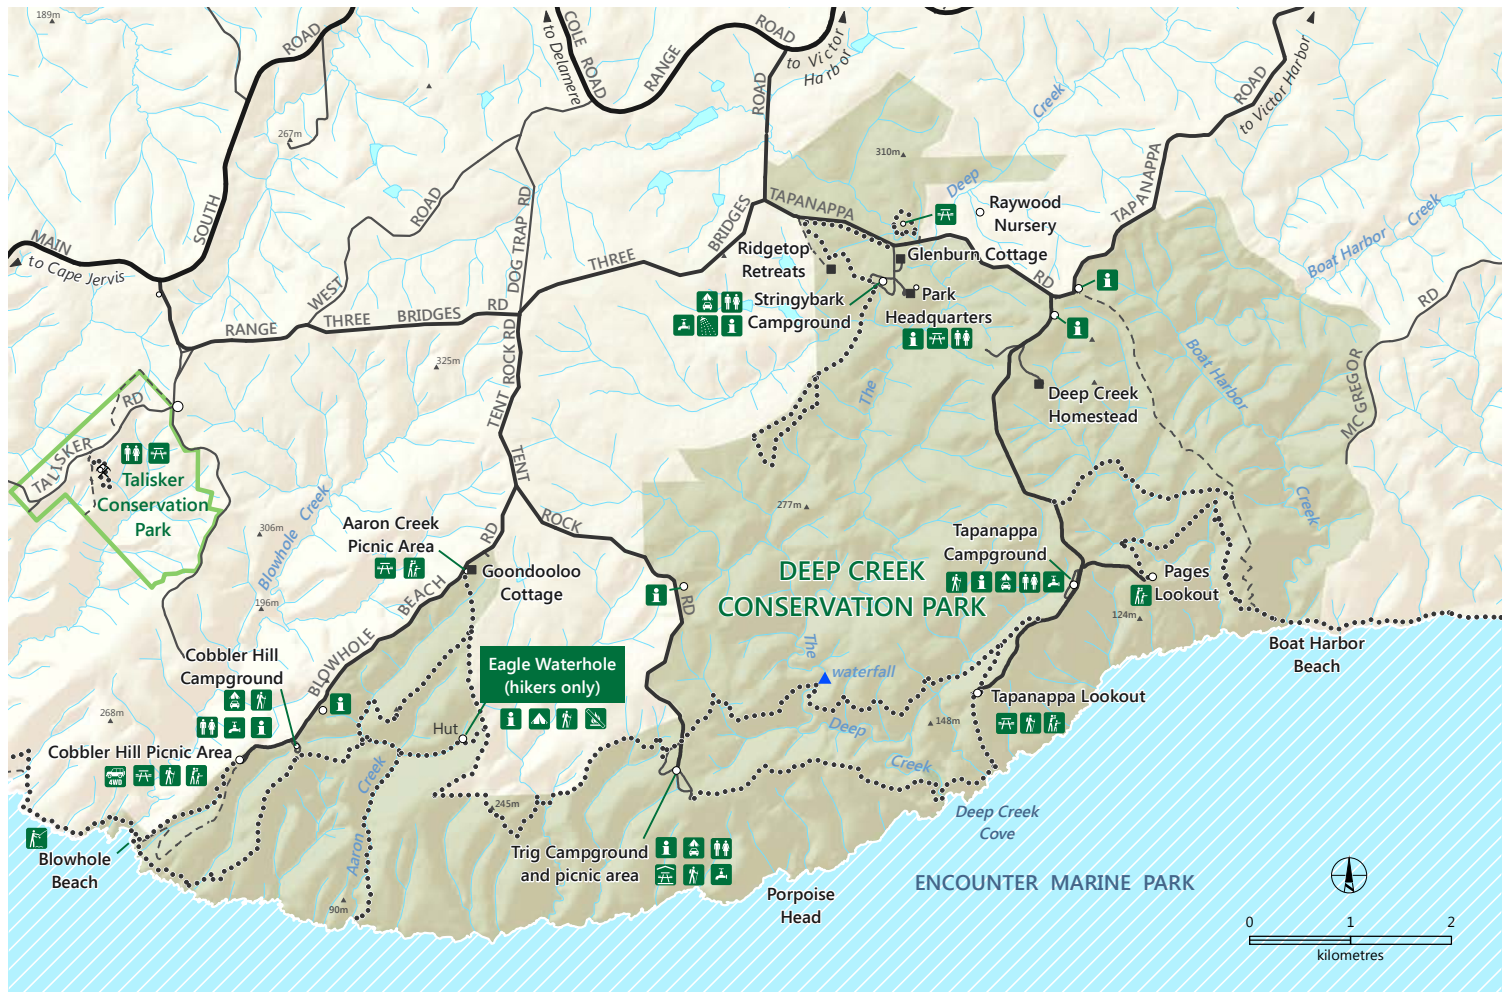 189m
ROAD
COLE ROAD
to Delamere
RANGE
ROAD
to Victor
Harbor
ROAD
to Victor Harbor
267m
310m
Creek
Deep
ROAD
TAPANAPPA
TAPANAPPA
Raywood
Nursery
SOUTH
ROAD
DOG TRAP RD
BRIDGES
THREE
Ridgetop
Retreats
Glenburn Cottage
RD
Boat Harbor Creek
MAIN
to Cape Jervis
WEST
RANGE
THREE BRIDGES RD
Stringybark
Campground
Park
Headquarters
RD
325m
TENT ROCK RD
The
Boat Harbor
Creek
MC GREGOR
Deep Creek
Homestead
RD
TALISKER
Talisker
Conservation
Park
TENT
ROCK
RD
Blowhole Creek
306m
196m
277m
Aaron Creek
Picnic Area
RD
Goondooloo
Cottage
BEACH
BLOWHOLE
Tapanappa
Campground
DEEP CREEK
CONSERVATION PARK
Pages
Lookout
124m
The
waterfall
Boat Harbor
Beach
Cobbler Hill
Campground
Eagle Waterhole
(hikers only)
Hut
Tapanappa Lookout
268m
148m
Deep
Creek
Cobbler Hill Picnic Area
4WD
Creek
Aaron
245m
Deep Creek
Cove
Trig Campground
and picnic area
Blowhole
Beach
90m
Porpoise
Head
ENCOUNTER MARINE PARK
0 1 2
kilometres